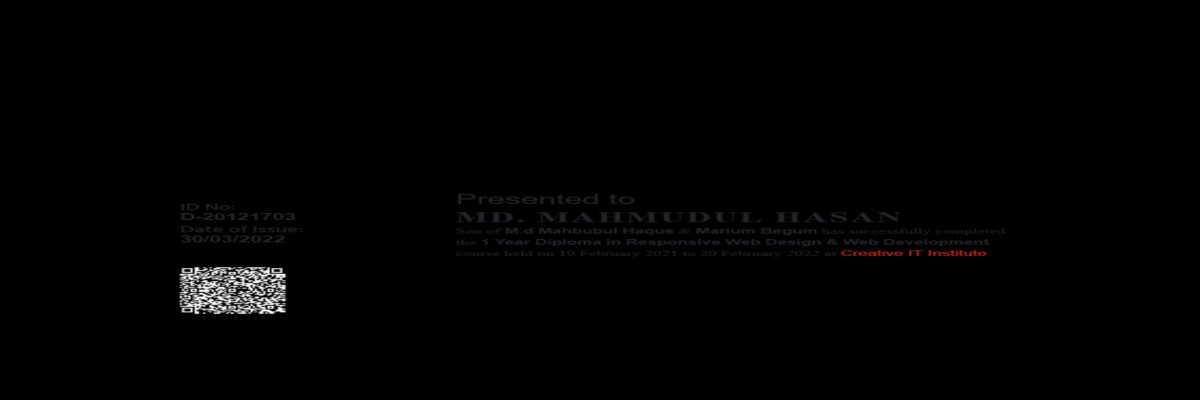 ID No:
D-20121703
Date of Issue:
30/03/2022
Presented to
MD. MAHMUDUL HASAN
Son of M.d Mahbubul Haque & Marium Begum has successfully completed
the 1 Year Diploma in Responsive Web Design & Web Development
course held on 10 February 2021 to 20 February 2022 at Creative IT Institute